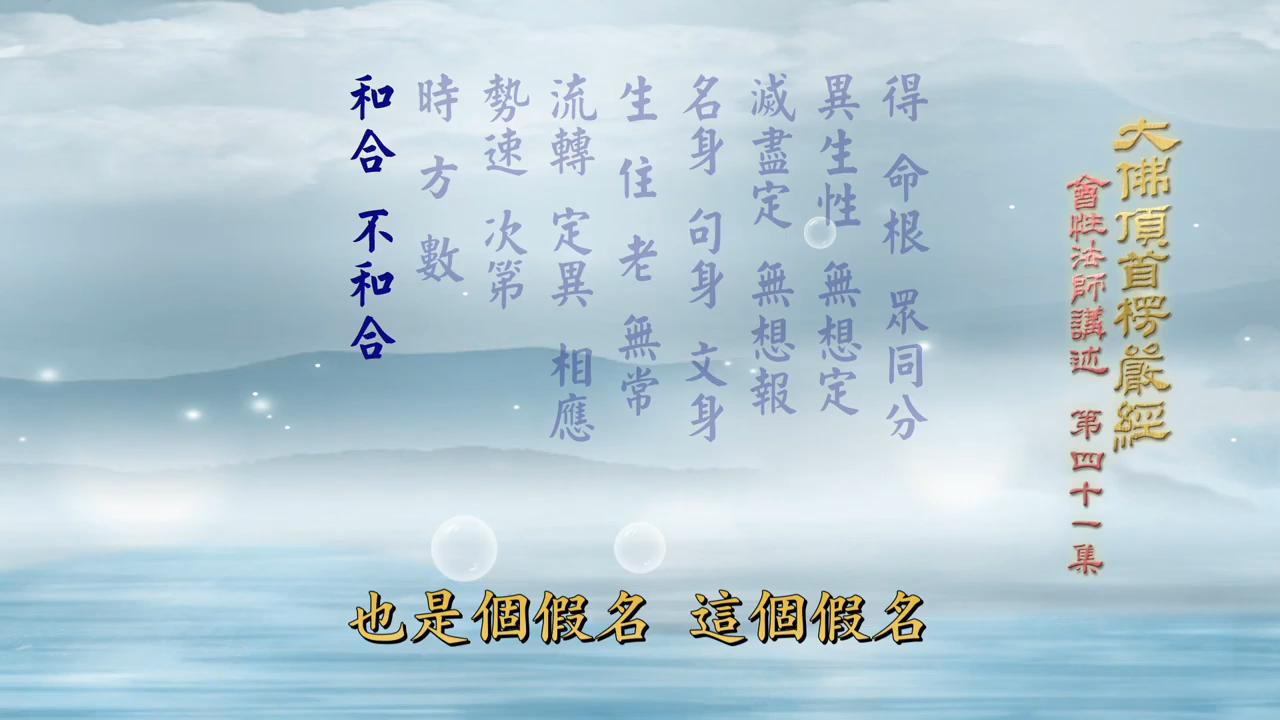 大佛頂首楞嚴經
會性法師講述 第四十一集
得 命根 眾同分
異生性 無想定
滅盡定 無想報
名身 句身 文身
生 住 老 無常
流轉 定異 相應
勢速 次第
時 方 數
和合 不和合
也是個假名 這個假名